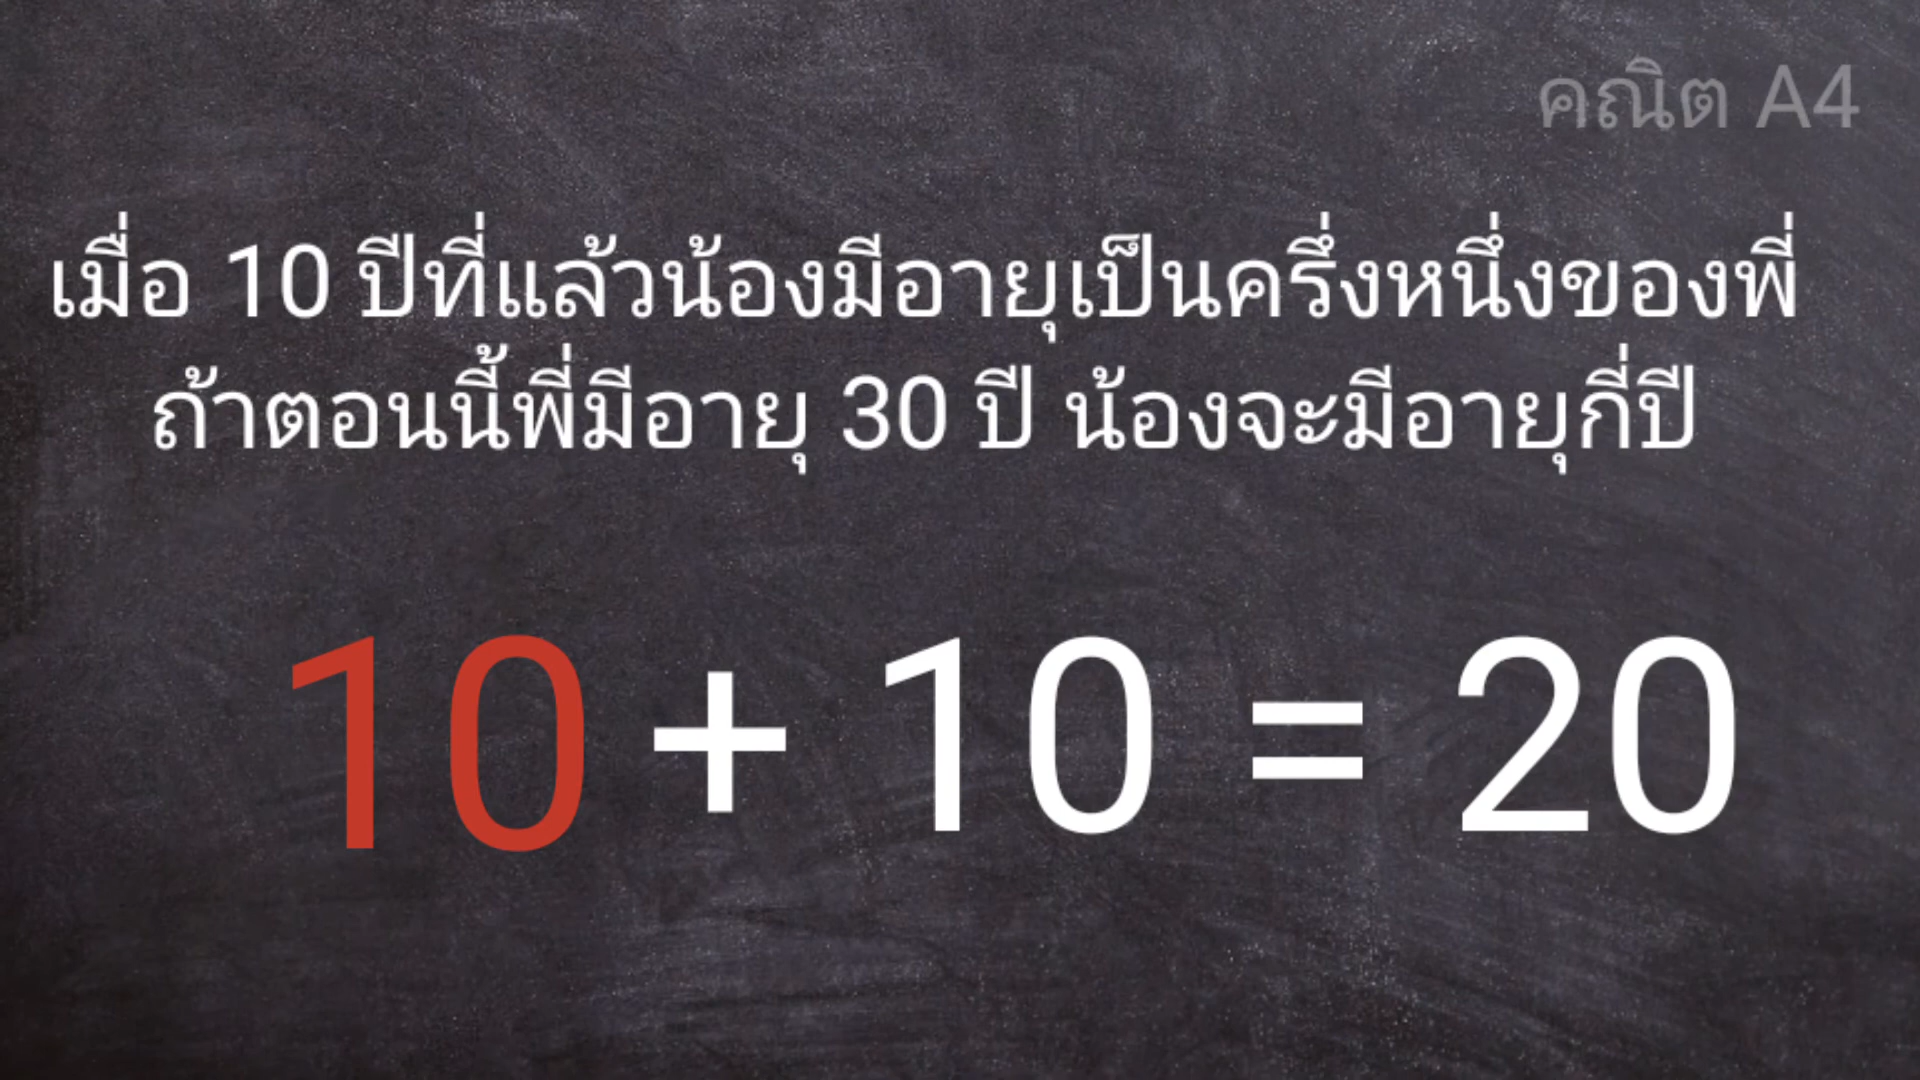 คณิต A4
เมื่อ 10 ปีที่แล้วน้องมีอายุเป็นครึ่งหนึ่งของพี่
ถ้าตอนนี้พี่มีอายุ 30 ปี น้องจะมีอายุกี่ปี
10 + 10 = 20